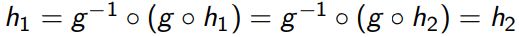 h₁ = g⁻¹ ∘ (g ∘ h₁) = g⁻¹ ∘ (g ∘ h₂) = h₂